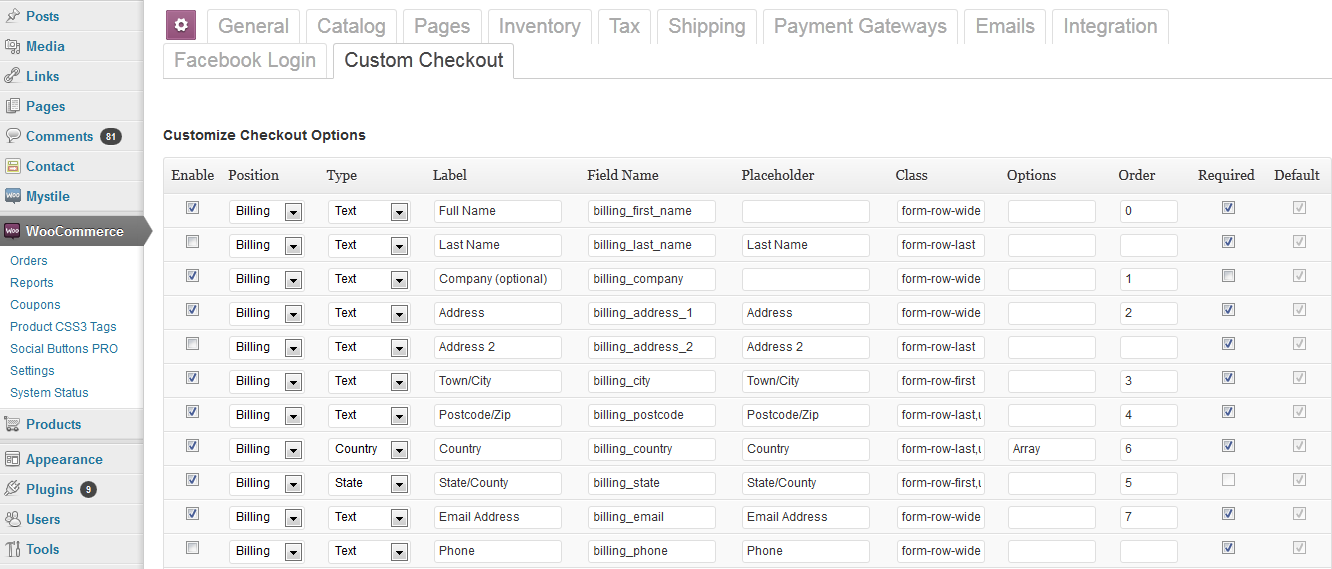 Posts
Media
Links
Pages
Comments 81
Contact
Mystile
WooCommerce
Orders
Reports
Coupons
Product CSS3 Tags
Social Buttons PRO
Settings
System Status
Products
Appearance
Plugins 9
Users
Tools
General Catalog Pages Inventory Tax Shipping Payment Gateways Emails Integration
Facebook Login Custom Checkout
Customize Checkout Options
Enable Position Type Label Field Name Placeholder Class Options Order Required Default
Billing Text Full Name billing_first_name form-row-wide 0
Billing Text Last Name billing_last_name Last Name form-row-last
Billing Text Company (optional) billing_company form-row-wide 1
Billing Text Address billing_address_1 Address form-row-wide 2
Billing Text Address 2 billing_address_2 Address 2 form-row-last
Billing Text Town/City billing_city Town/City form-row-first 3
Billing Text Postcode/Zip billing_postcode Postcode/Zip form-row-last,u 4
Billing Country Country billing_country Country form-row-last,u Array 6
Billing State State/County billing_state State/County form-row-first,u 5
Billing Text Email Address billing_email Email Address form-row-wide 7
Billing Text Phone billing_phone Phone form-row-wide